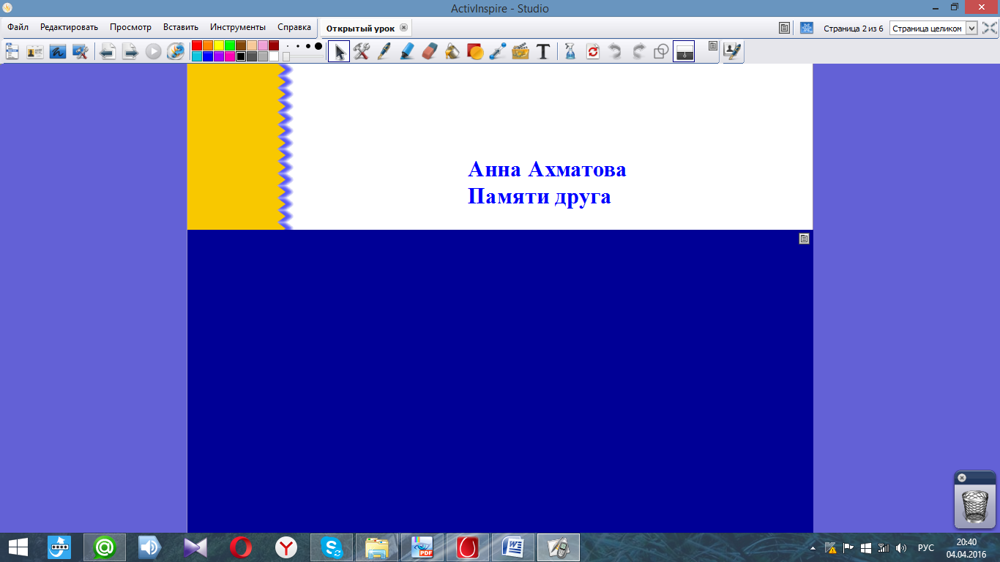 ActivInspire - Studio
Файл Редактировать Просмотр Вставить Инструменты Справка
Открытый урок
Страница 2 из 6
Страница целиком
Анна Ахматова
Памяти друга
PDF
РУС
20:40
04.04.2016